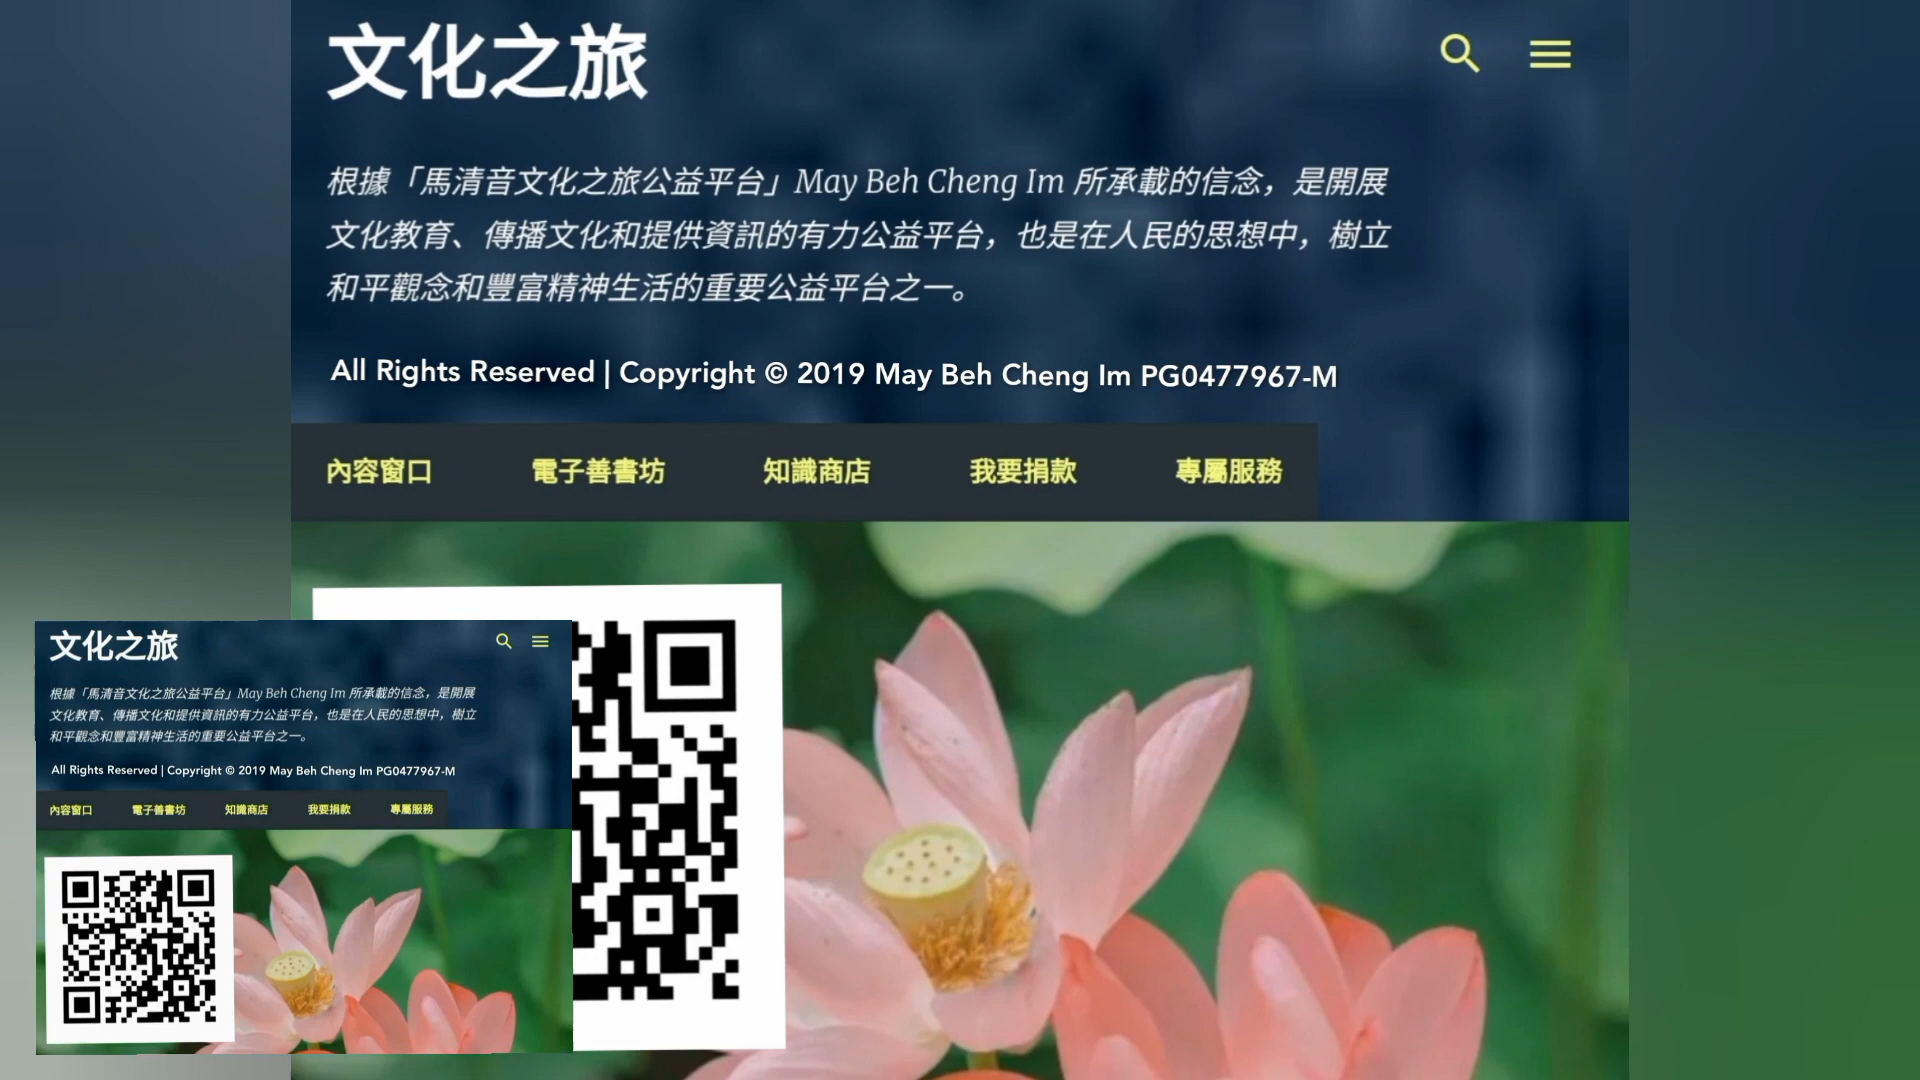 文化之旅
根據「馬清音文化之旅公益平台」May Beh Cheng Im 所承載的信念，是開展
文化教育、傳播文化和提供資訊的有力公益平台，也是在人民的思想中，樹立
和平觀念和豐富精神生活的重要公益平台之一。
All Rights Reserved | Copyright © 2019 May Beh Cheng Im PG0477967-M
內容窗口 電子善書坊 知識商店 我要捐款 專屬服務
文化之旅
根據「馬清音文化之旅公益平台」May Beh Cheng Im 所承載的信念，是開展
文化教育、傳播文化和提供資訊的有力公益平台，也是在人民的思想中，樹立
和平觀念和豐富精神生活的重要公益平台之一。
All Rights Reserved | Copyright © 2019 May Beh Cheng Im PG0477967-M
內容窗口 電子善書坊 知識商店 我要捐款 專屬服務